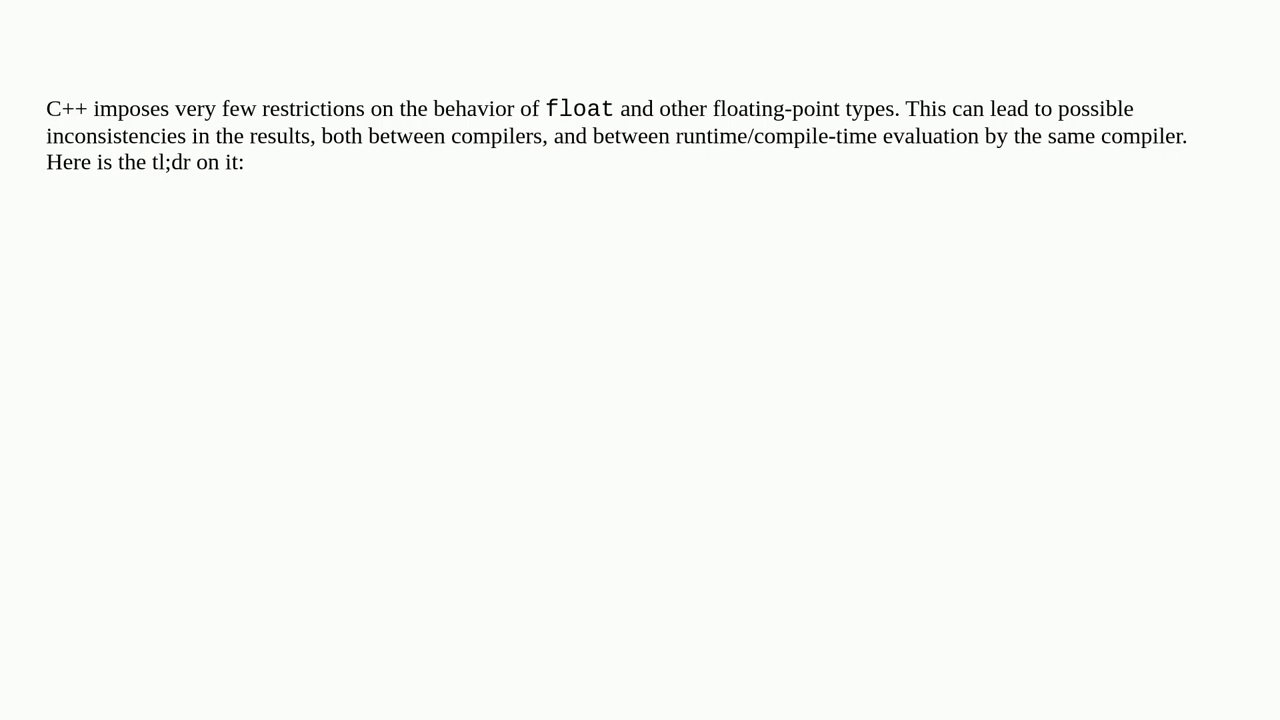 C++ imposes very few restrictions on the behavior of float and other floating-point types. This can lead to possible
inconsistencies in the results, both between compilers, and between runtime/compile-time evaluation by the same compiler.
Here is the tl;dr on it: